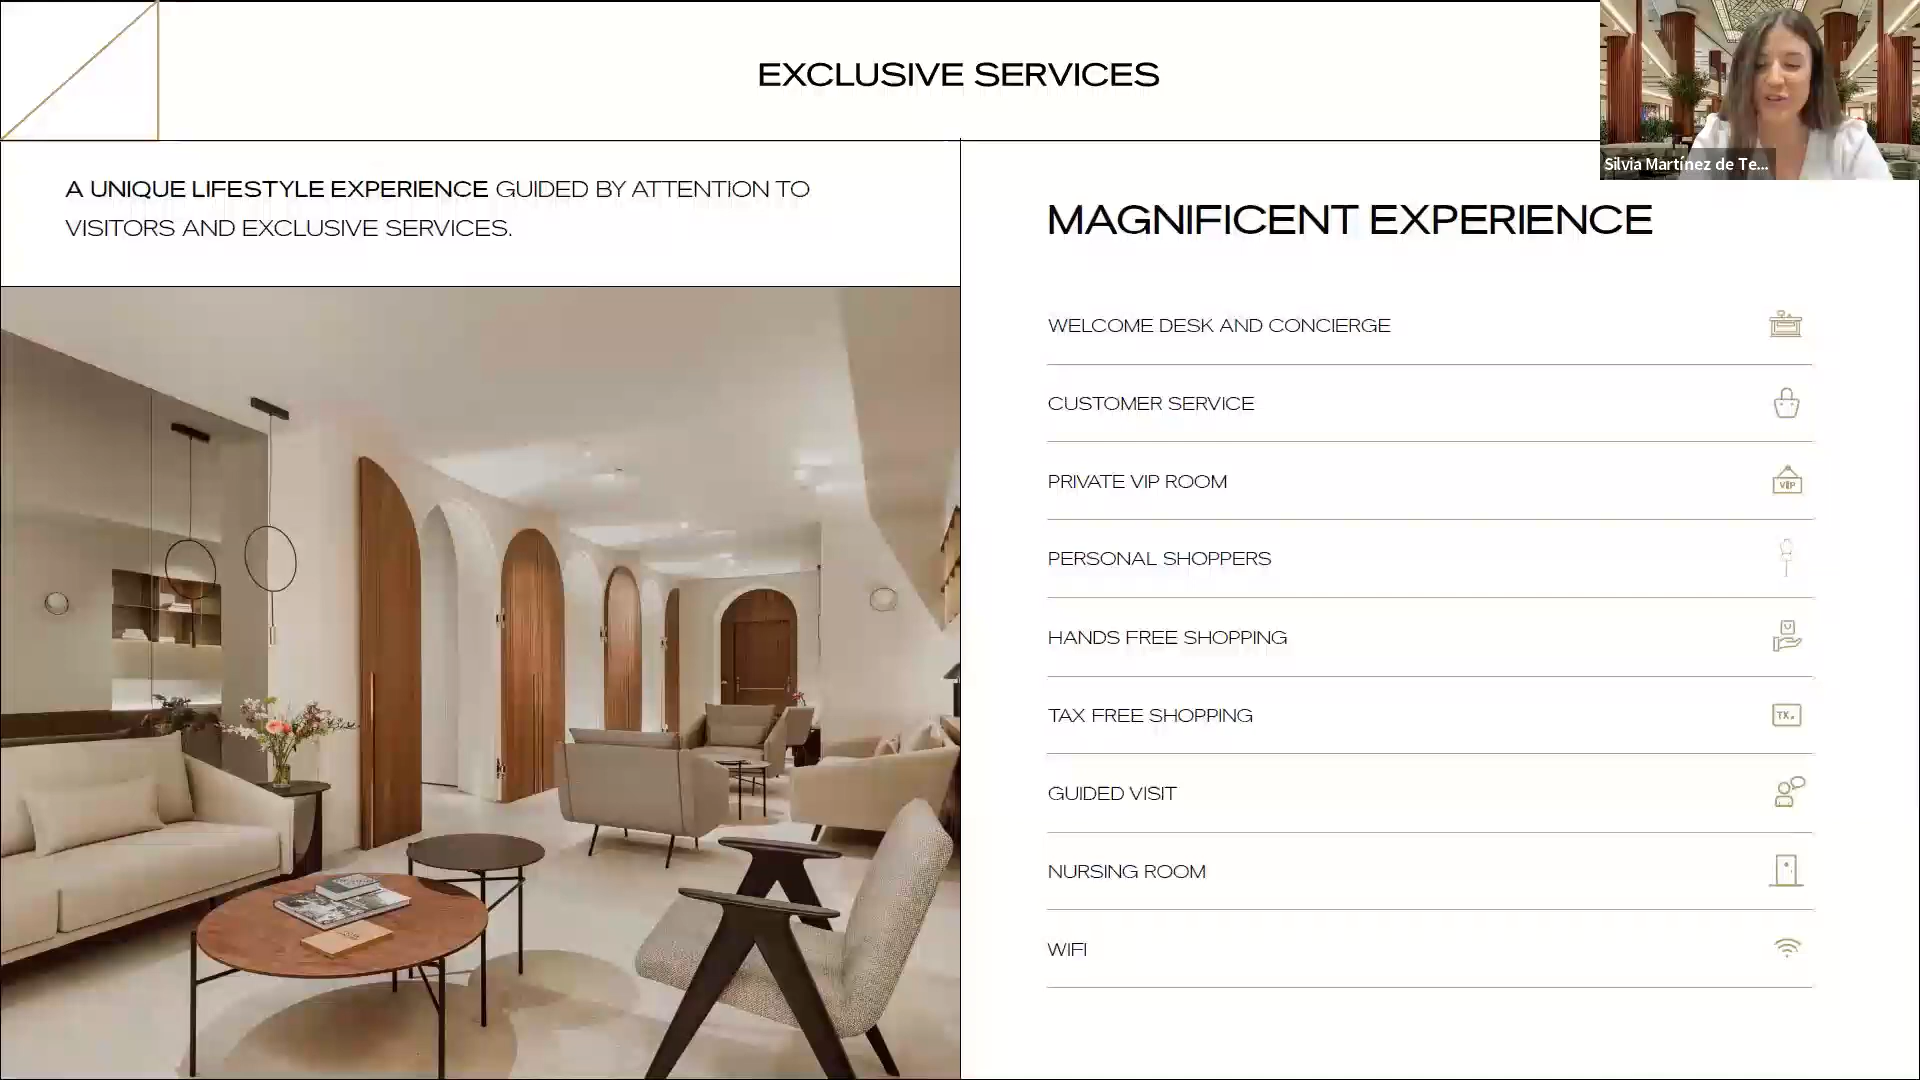 EXCLUSIVE SERVICES
Silvia Martínez de Te...
A UNIQUE LIFESTYLE EXPERIENCE GUIDED BY ATTENTION TO
VISITORS AND EXCLUSIVE SERVICES.
MAGNIFICENT EXPERIENCE
WELCOME DESK AND CONCIERGE
CUSTOMER SERVICE
PRIVATE VIP ROOM
VIP
PERSONAL SHOPPERS
HANDS FREE SHOPPING
TAX FREE SHOPPING
TX.
GUIDED VISIT
NURSING ROOM
WIFI